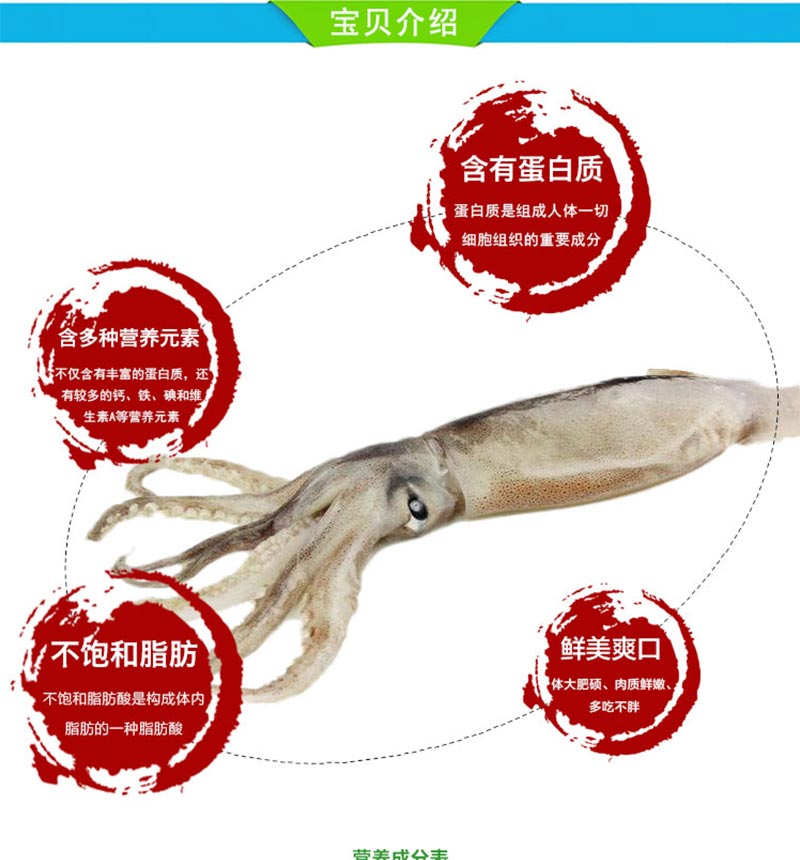 宝贝介绍
含有蛋白质
蛋白质是组成人体一切
细胞组织的重要成分
含多种营养元素
不仅含有丰富的蛋白质，还
有较多的钙、铁、碘和维
生素A等营养元素
不饱和脂肪
不饱和脂肪酸是构成体内
脂肪的一种脂肪酸
鲜美爽口
体大肥硕、肉质鲜嫩、
多吃不胖
营养成分表